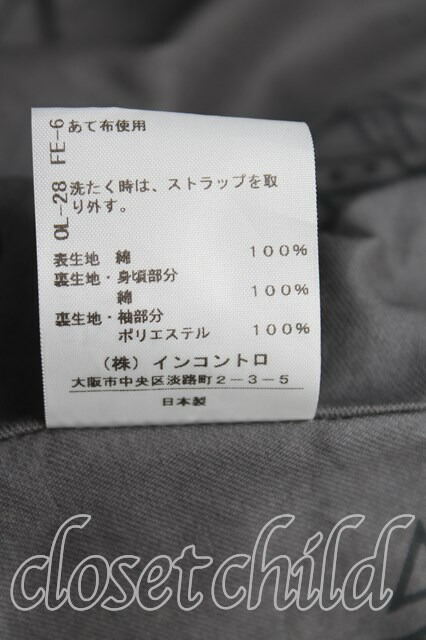 OL-28 FE-6
あて布使用
洗たく時は、ストラップを取
り外す。
表生地 綿 100%
裏生地・身頃部分
綿 100%
裏生地・袖部分
ポリエステル 100%
(株) インコントロ
大阪市中央区淡路町2-3-5
日本製
closetchild